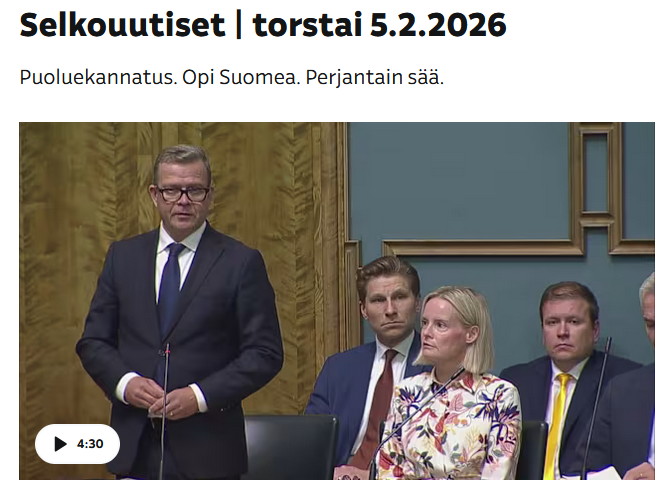 Selkouutiset | torstai 5.2.2026
Puoluekannatus. Opi Suomea. Perjantain sää.
4:30